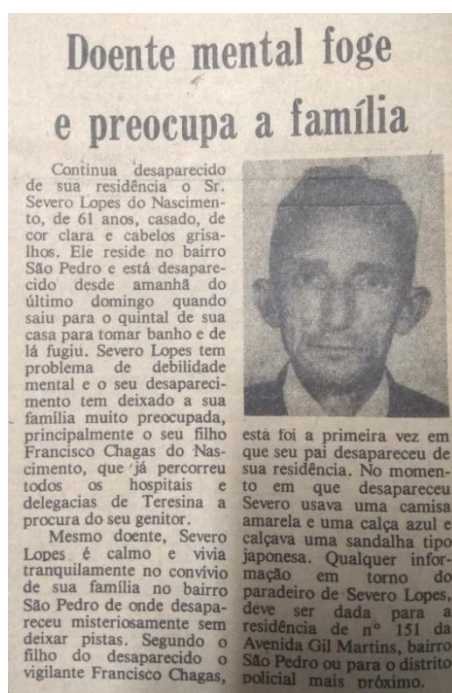 Doente mental foge
e preocupa a família
Continua desaparecido
de sua residência o Sr.
Severo Lopes do Nascimen-
to, de 61 anos, casado, de
cor clara e cabelos grisa-
lhos. Ele reside no bairro
São Pedro e está desapare-
cido desde amanhã do
último domingo quando
saiu para o quintal de sua
casa para tomar banho e de
lá fugiu. Severo Lopes tem
problema de debilidade
mental e o seu desapareci-
mento tem deixado a sua
família muito preocupada,
principalmente o seu filho
Francisco Chagas do Nas-
cimento, que já percorreu
todos os hospitais e
delegacias de Teresina a
procura do seu genitor.
Mesmo doente, Severo
Lopes é calmo e vivia
tranquilamente no convívio
de sua família no bairro
São Pedro de onde desapa-
receu misteriosamente sem
deixar pistas. Segundo o
filho do desaparecido o
vigilante Francisco Chagas,
está foi a primeira vez em
que seu pai desapareceu de
sua residência. No momen-
to em que desapareceu
Severo usava uma camisa
amarela e uma calça azul e
calçava uma sandalha tipo
japonesa. Qualquer infor-
mação em torno do
paradeiro de Severo Lopes,
deve ser dada para a
residência de nº 151 da
Avenida Gil Martins, bairro
São Pedro ou para o distrito
policial mais próximo.